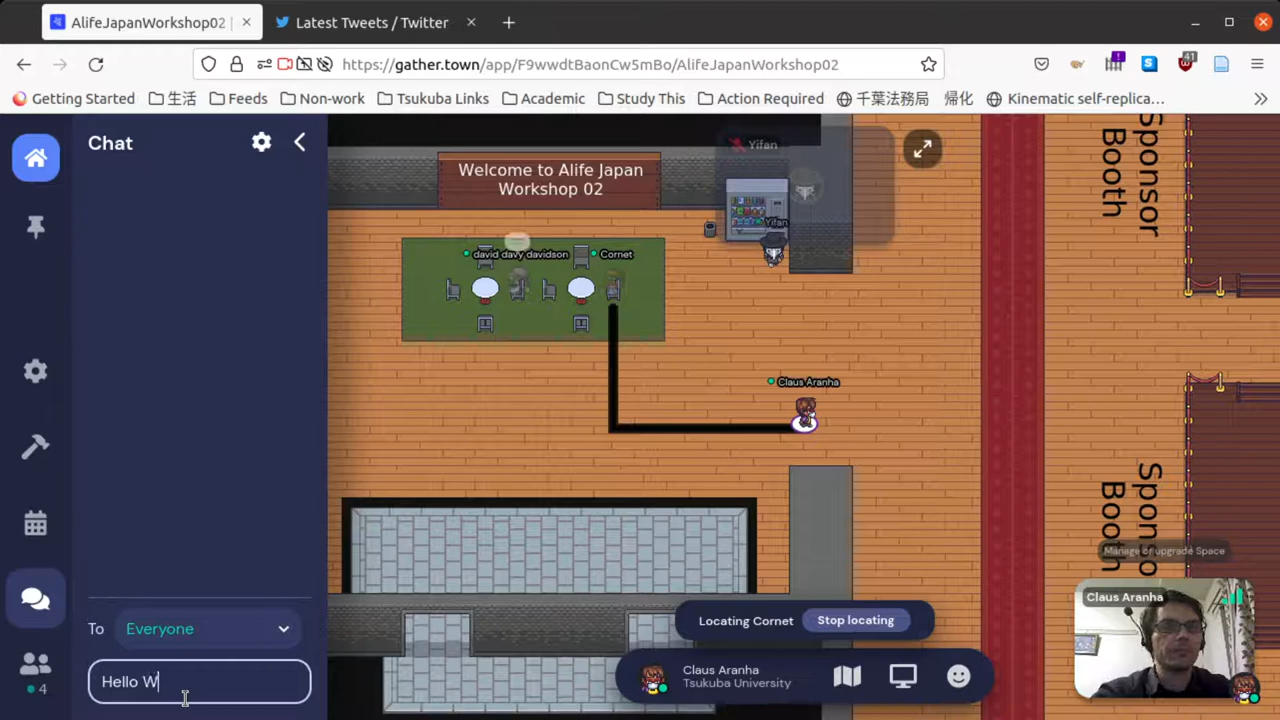 AlifeJapanWorkshop02 |
Latest Tweets / Twitter
https://gather.town/app/F9wwdtBaonCw5mBo/AlifeJapanWorkshop02
Getting Started
生活
Feeds
Non-work
Tsukuba Links
Academic
Study This
Action Required
千葉法務局 帰化
Kinematic self-replica…
Chat
Welcome to Alife Japan
Workshop 02
Yifan
Yifan
david davy davidson
Cornet
Claus Aranha
Sponsor
Booth
Sponso
Booth
Manage or upgrade Space
Claus Aranha
To
Everyone
Hello W
4
Locating Cornet
Stop locating
Claus Aranha
Tsukuba University